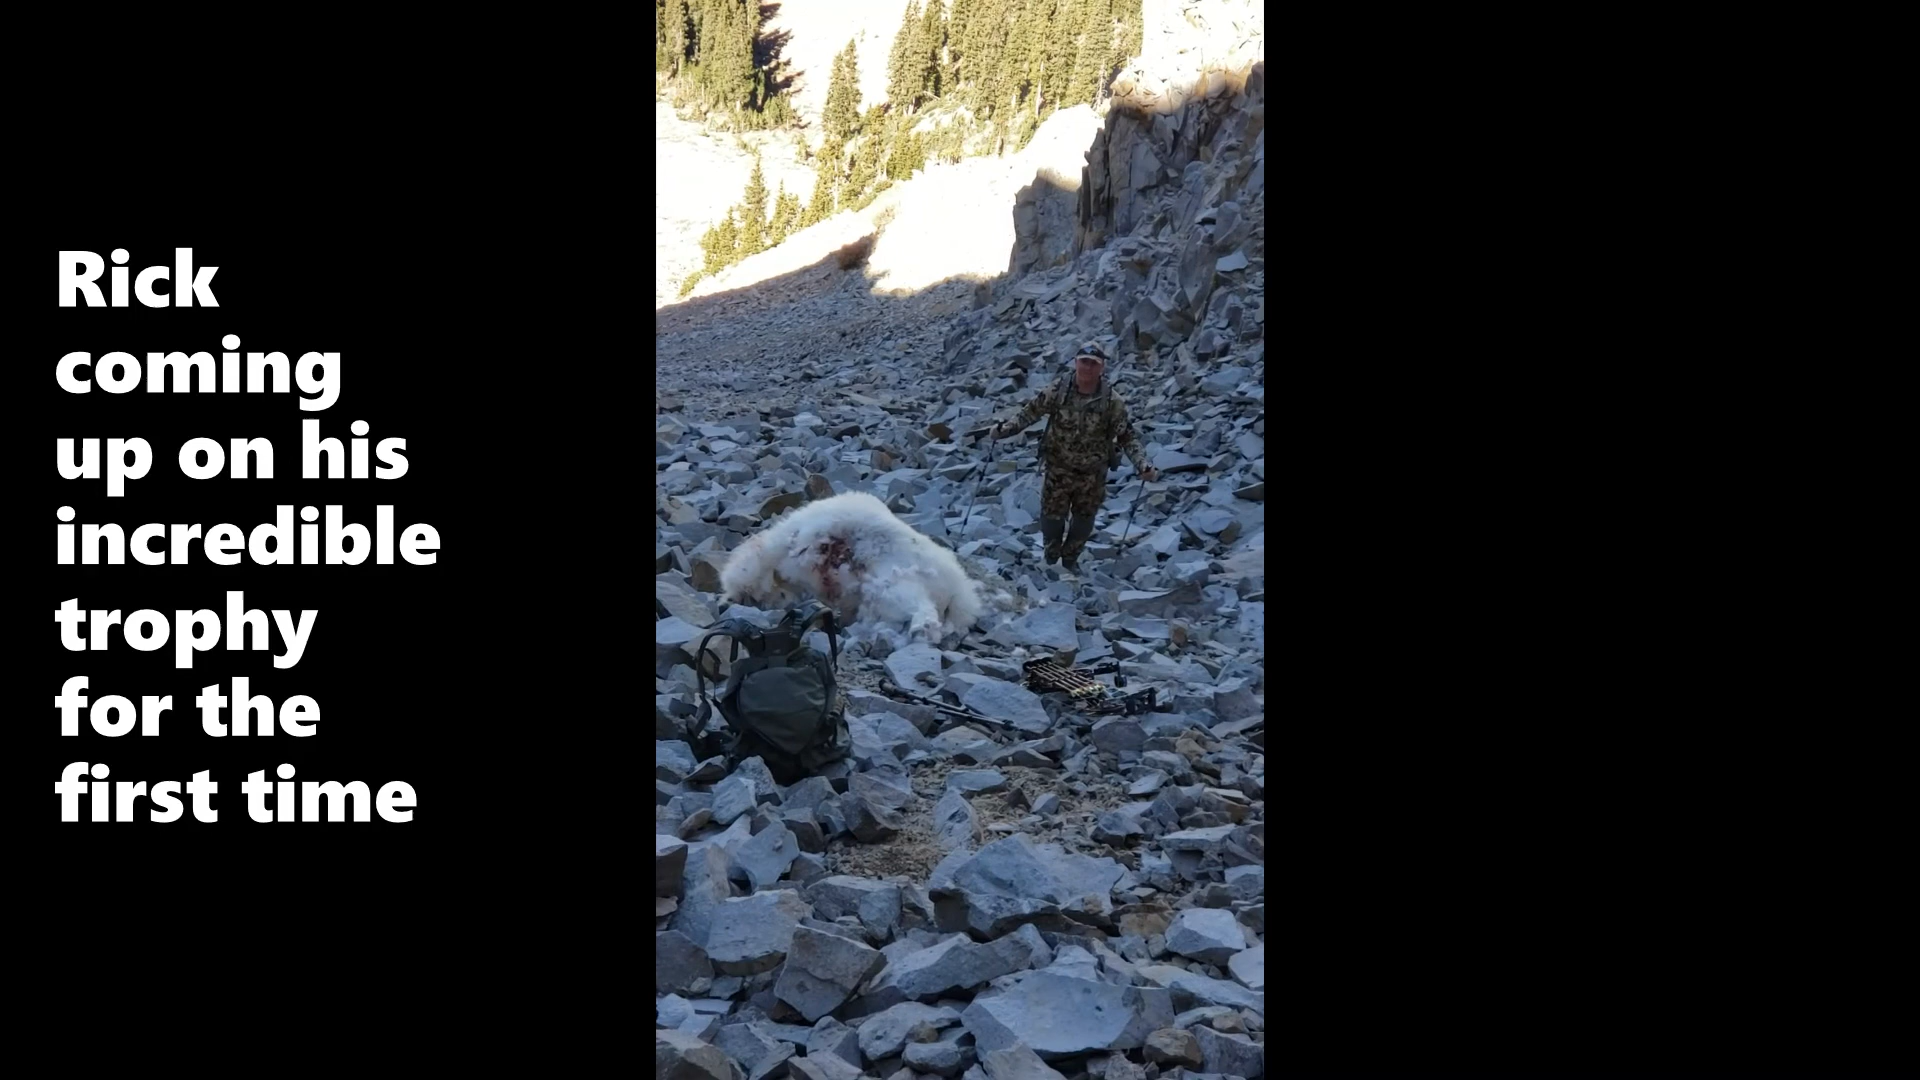 Rick
coming
up on his
incredible
trophy
for the
first time